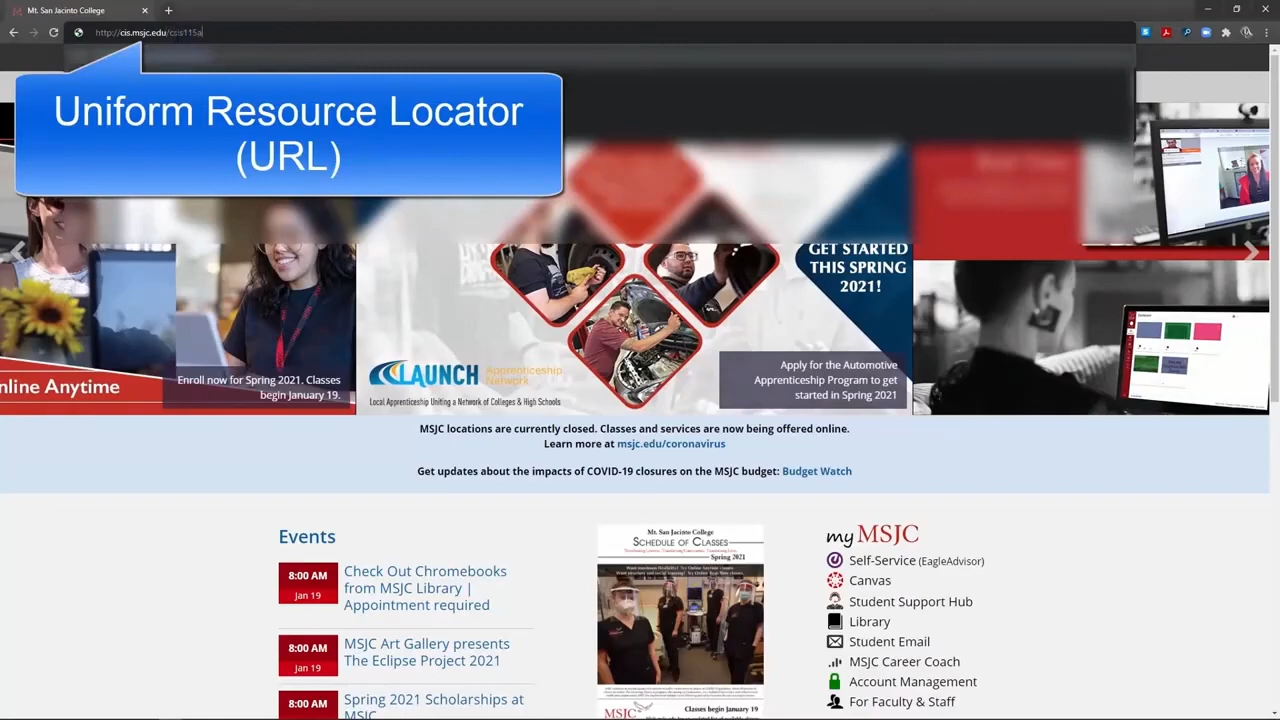 Mt. San Jacinto College
http://cis.msjc.edu/csis115a
Uniform Resource Locator
(URL)
GET STARTED
THIS SPRING
2021!
nline Anytime
Enroll now for Spring 2021. Classes
begin January 19.
LAUNCH Apprenticeship
Network
Local Apprenticeship Uniting a Network of Colleges & High Schools
Apply for the Automotive
Apprenticeship Program to get
started in Spring 2021
MSJC locations are currently closed. Classes and services are now being offered online.
Learn more at msjc.edu/coronavirus
Get updates about the impacts of COVID-19 closures on the MSJC budget: Budget Watch
Events
8:00 AM
Jan 19
Check Out Chromebooks
from MSJC Library |
Appointment required
8:00 AM
Jan 19
MSJC Art Gallery presents
The Eclipse Project 2021
8:00 AM
Spring 2021 Scholarships at
MSJC
Mt. San Jacinto College
SCHEDULE OF CLASSES
Spring 2021
Classes begin January 19
MSJC
my MSJC
Self-Service (EagleAdvisor)
Canvas
Student Support Hub
Library
Student Email
MSJC Career Coach
Account Management
For Faculty & Staff